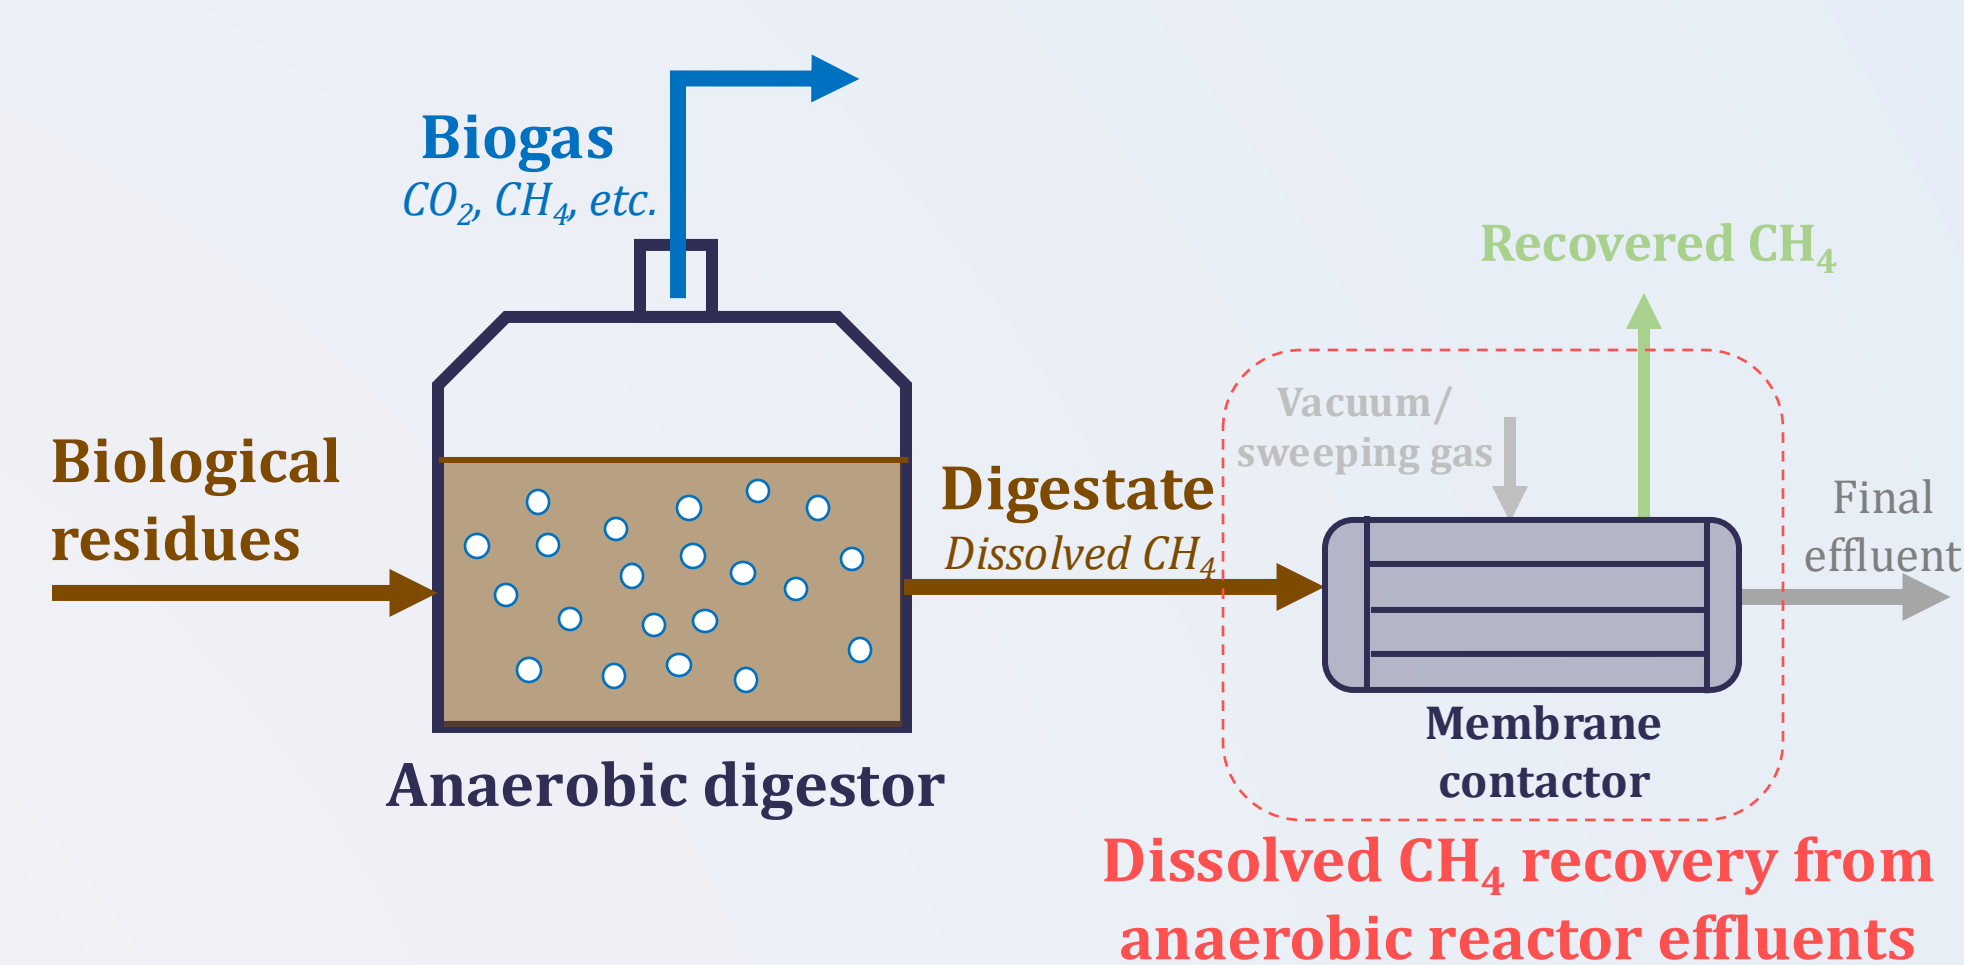 Biogas
CO₂, CH₄, etc.
Recovered CH₄
Vacuum/
sweeping gas
Biological
residues
Digestate
Dissolved CH₄
Final
effluent
Membrane
contactor
Anaerobic digestor
Dissolved CH₄ recovery from
anaerobic reactor effluents